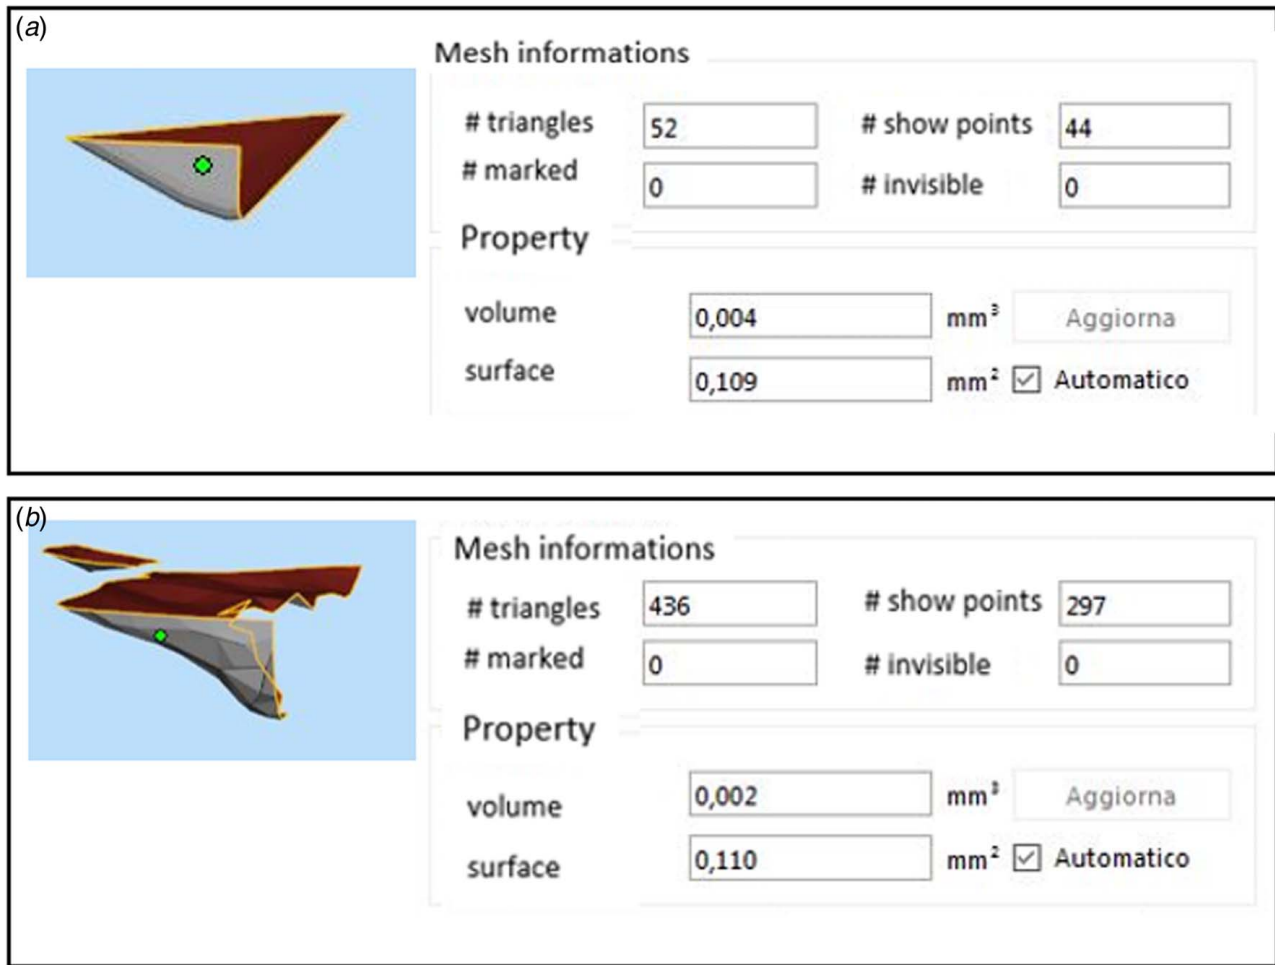 (a)
Mesh informations
# triangles 52 # show points 44
# marked 0 # invisible 0
Property
volume 0,004 mm³ Aggiorna
surface 0,109 mm² Automatico
(b)
Mesh informations
# triangles 436 # show points 297
# marked 0 # invisible 0
Property
volume 0,002 mm³ Aggiorna
surface 0,110 mm² Automatico